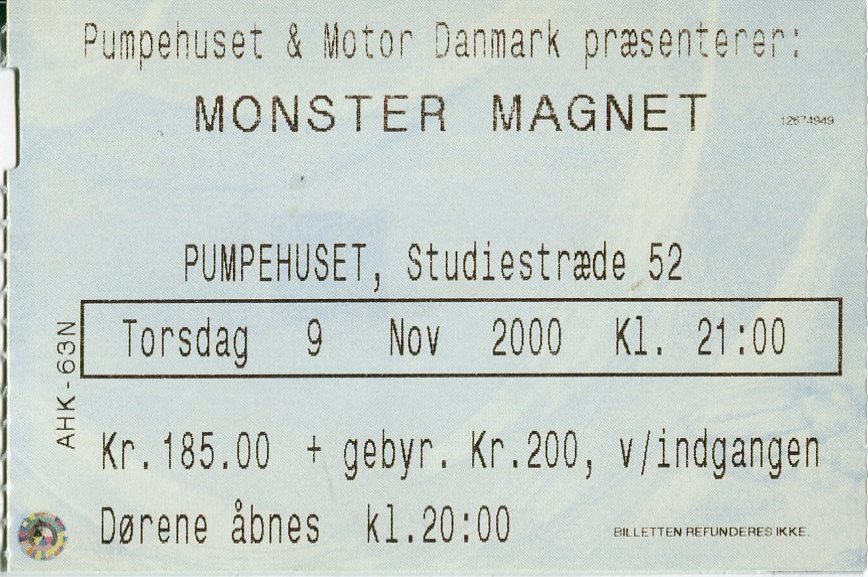 Pumpehuset & Motor Danmark præsenterer:
MONSTER MAGNET
12674949
PUMPEHUSET, Studiestræde 52
Torsdag 9 Nov 2000 Kl. 21:00
AHK-63N
Kr.185.00 + gebyr. Kr.200, v/indgangen
Dørene åbnes kl.20:00
BILLETTEN REFUNDERES IKKE.